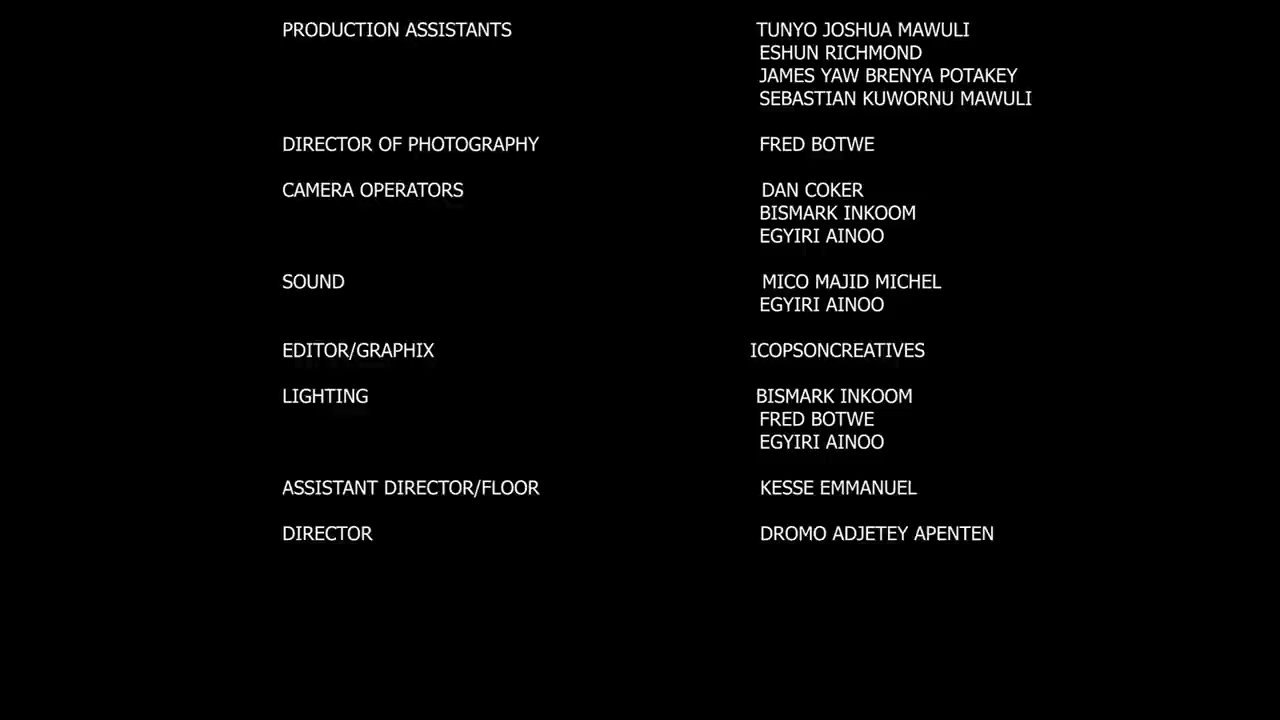 PRODUCTION ASSISTANTS TUNYO JOSHUA MAWULI
ESHUN RICHMOND
JAMES YAW BRENYA POTAKEY
SEBASTIAN KUWORNU MAWULI
DIRECTOR OF PHOTOGRAPHY FRED BOTWE
CAMERA OPERATORS DAN COKER
BISMARK INKOOM
EGYIRI AINOO
SOUND MICO MAJID MICHEL
EGYIRI AINOO
EDITOR/GRAPHIX ICOPSONCREATIVES
LIGHTING BISMARK INKOOM
FRED BOTWE
EGYIRI AINOO
ASSISTANT DIRECTOR/FLOOR KESSE EMMANUEL
DIRECTOR DROMO ADJETEY APENTEN